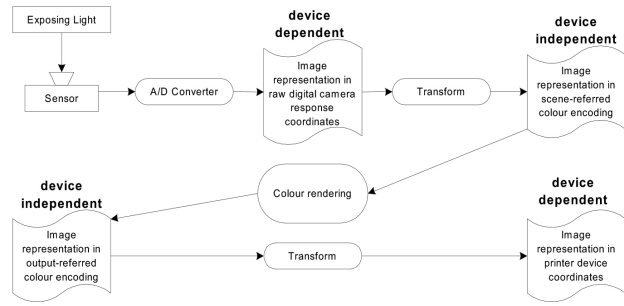 Exposing Light
Sensor
A/D Converter
device
dependent
Image
representation in
raw digital camera
response
coordinates
Transform
device
independent
Image
representation in
scene-referred
colour encoding
Colour rendering
device
independent
Image
representation in
output-referred
colour encoding
Transform
device
dependent
Image
representation in
printer device
coordinates